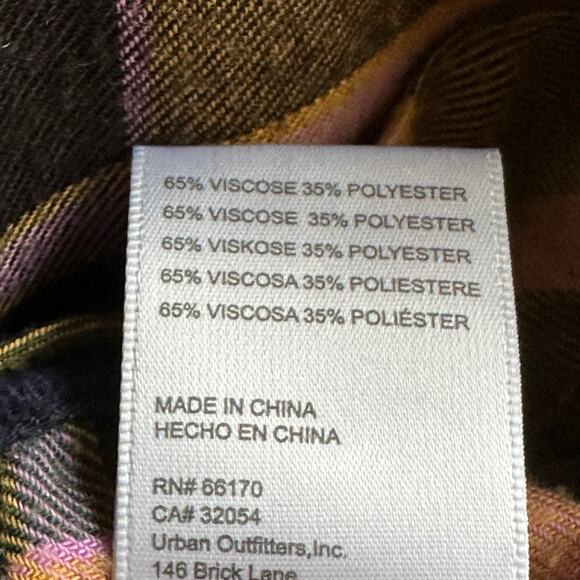 65% VISCOSE 35% POLYESTER
65% VISCOSE 35% POLYESTER
65% VISKOSE 35% POLYESTER
65% VISCOSA 35% POLIESTERE
65% VISCOSA 35% POLIÉSTER
MADE IN CHINA
HECHO EN CHINA
RN# 66170
CA# 32054
Urban Outfitters,Inc.
146 Brick Lane